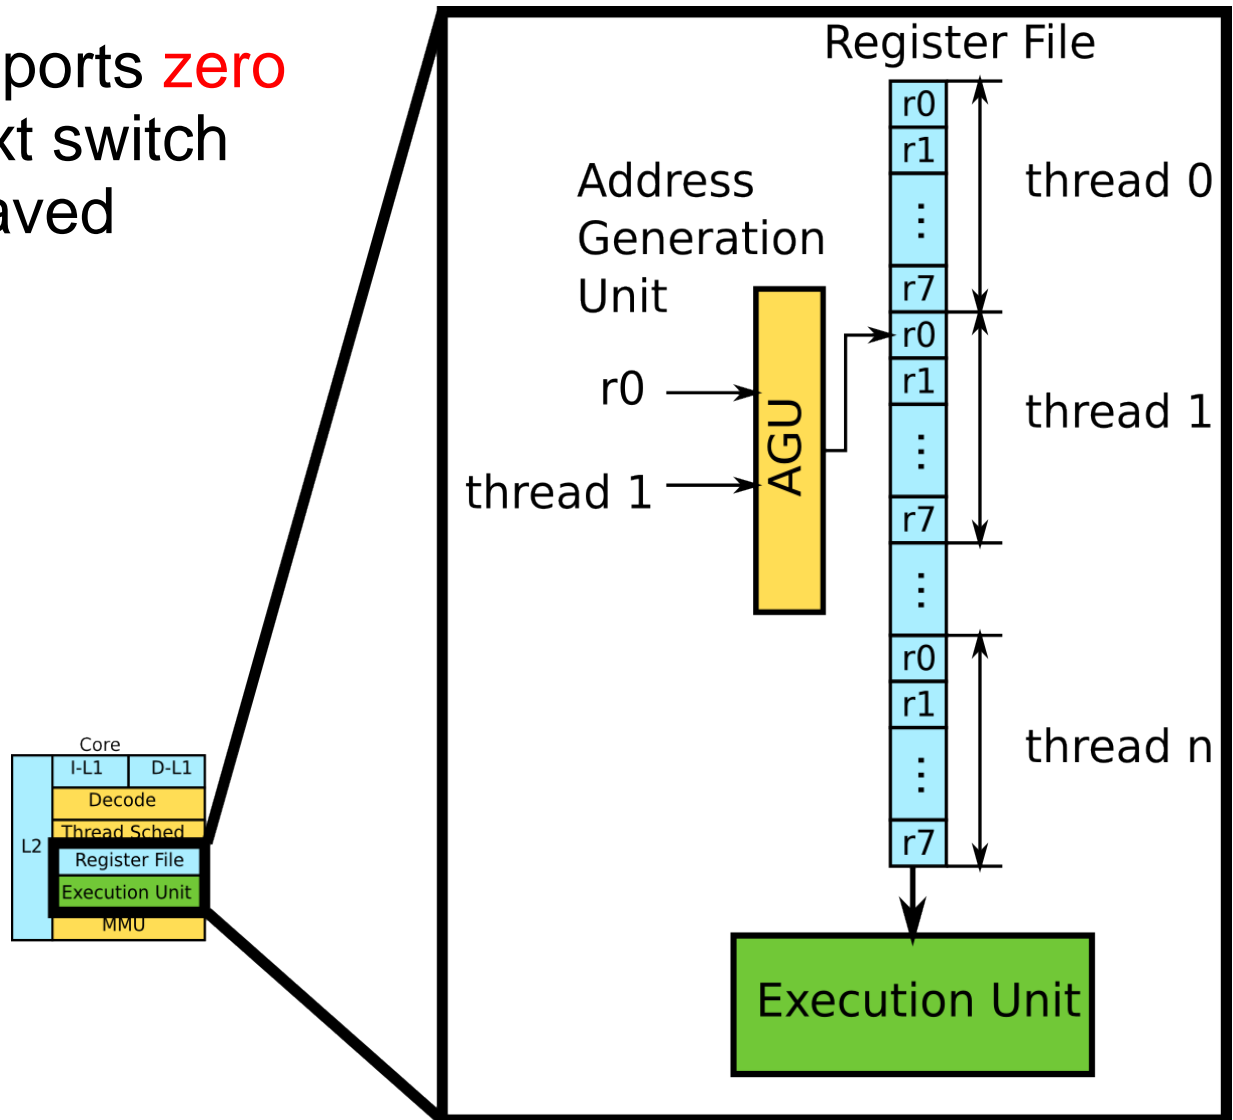 ports zero
xt switch
aved
Register File
r0
r1
⋮
r7
thread 0
Address
Generation
Unit
r0
thread 1
AGU
r0
r1
⋮
r7
thread 1
⋮
r0
r1
⋮
r7
thread n
Execution Unit
Core
I-L1 D-L1
Decode
Thread Sched
L2
Register File
Execution Unit
MMU